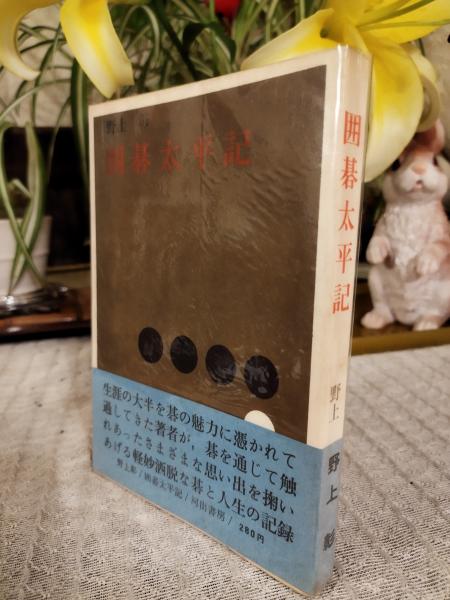 野上 彰
囲碁太平記
生涯の大半を碁の魅力に憑かれて
過してきた著者が、碁を通じて触
れあったさまざまな思い出を掬い
あげる軽妙洒脱な碁と人生の記録
野上彰/囲碁太平記/河出書房/280円
囲碁太平記
野上
野上 彰